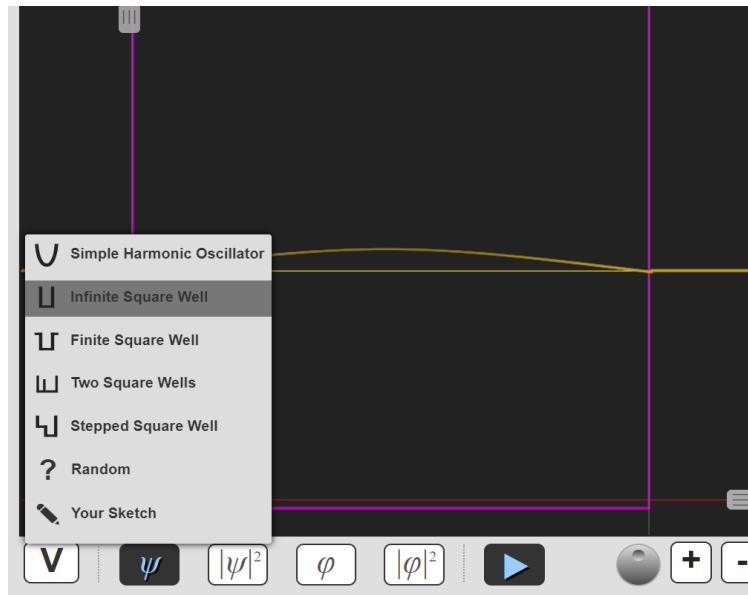 Simple Harmonic Oscillator
Infinite Square Well
Finite Square Well
Two Square Wells
Stepped Square Well
? Random
Your Sketch
V ψ |ψ|² φ |φ|² + -